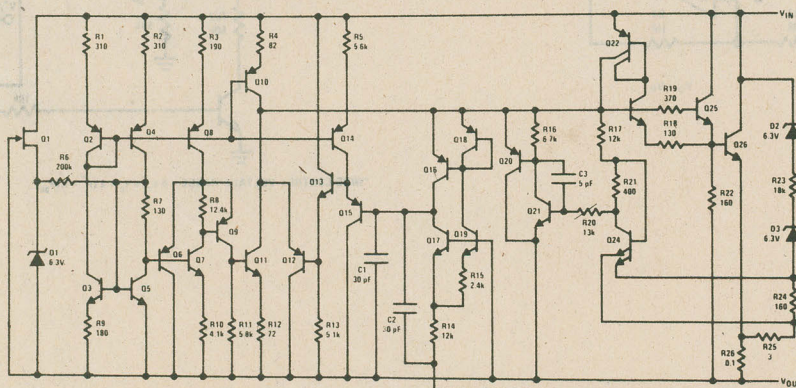 VIN
R1
310
R2
310
R3
190
R4
82
R5
5.6k
Q22
Q10
R19
370
Q25
Q1
Q2
Q4
Q8
Q14
Q18
R16
6.7k
R17
12k
R18
130
Q26
D2
6.3V
R6
200k
Q16
Q20
C3
5 pF
R21
400
R23
18k
R7
130
R8
12.4k
Q13
Q15
R22
160
D1
6.3V
Q6
Q7
Q9
Q11
Q12
Q17
Q19
Q21
R20
13k
Q24
D3
6.3V
Q3
Q5
C1
30 pF
R15
2.4k
R9
180
R10
4.1k
R11
5.8k
R12
72
R13
5.1k
C2
30 pF
R14
12k
R24
160
R26
0.1
R25
3
VOU